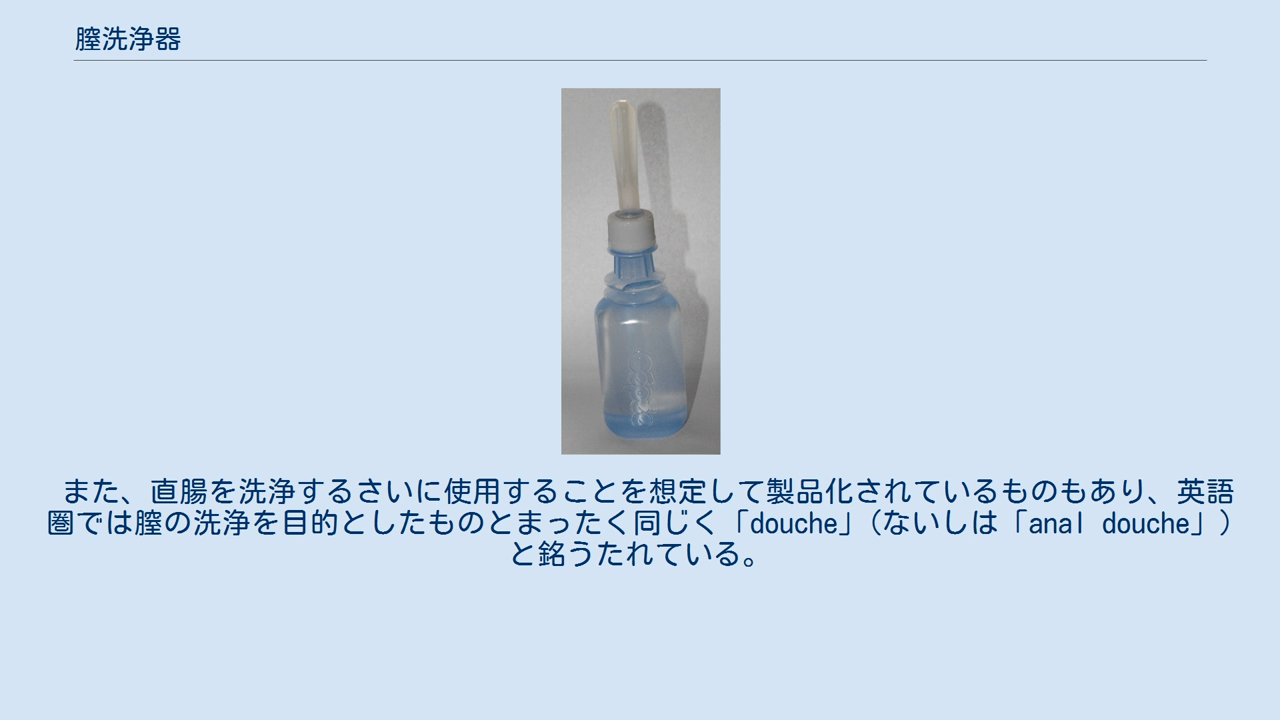 膣洗浄器
また、直腸を洗浄するさいに使用することを想定して製品化されているものもあり、英語
圏では膣の洗浄を目的としたものとまったく同じく「douche」（ないしは「anal douche」）
と銘うたれている。